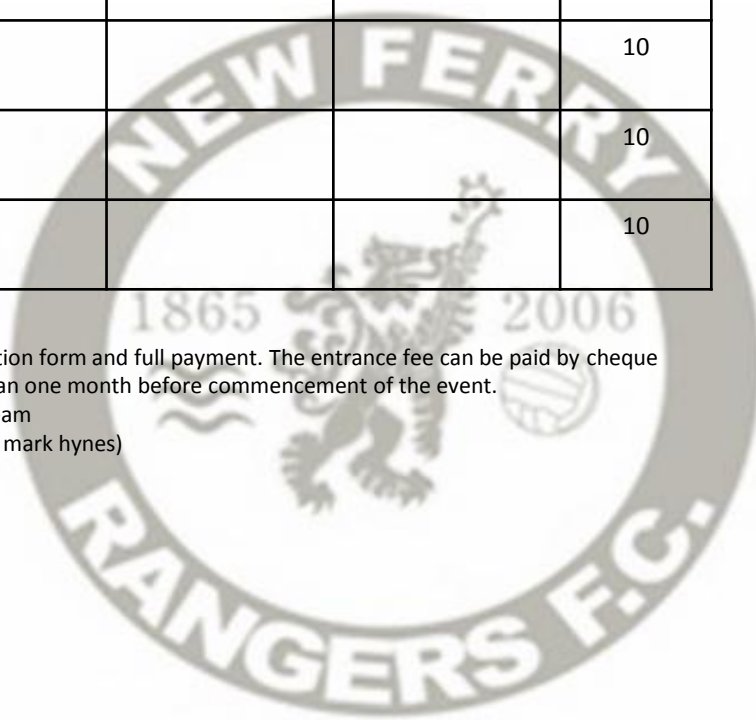 10
10
10
NEW FERRY
1865 2006
tion form and full payment. The entrance fee can be paid by cheque
an one month before commencement of the event.
am
mark hynes)
RANGERS F.C.